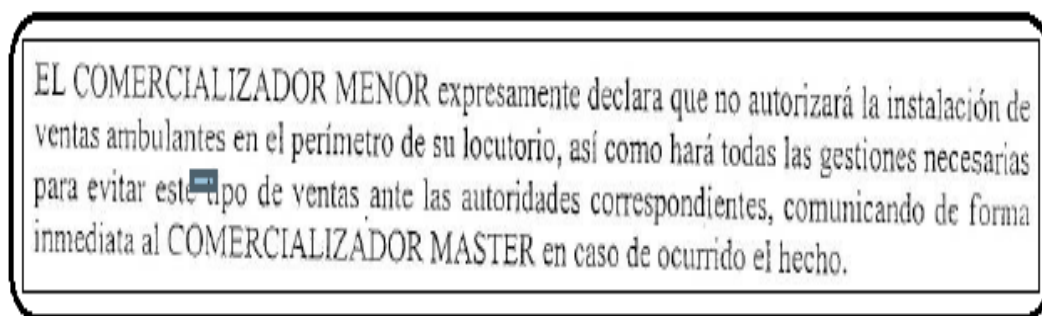 EL COMERCIALIZADOR MENOR expresamente declara que no autorizará la instalación de
ventas ambulantes en el perímetro de su locutorio, así como hará todas las gestiones necesarias
para evitar este tipo de ventas ante las autoridades correspondientes, comunicando de forma
inmediata al COMERCIALIZADOR MASTER en caso de ocurrido el hecho.